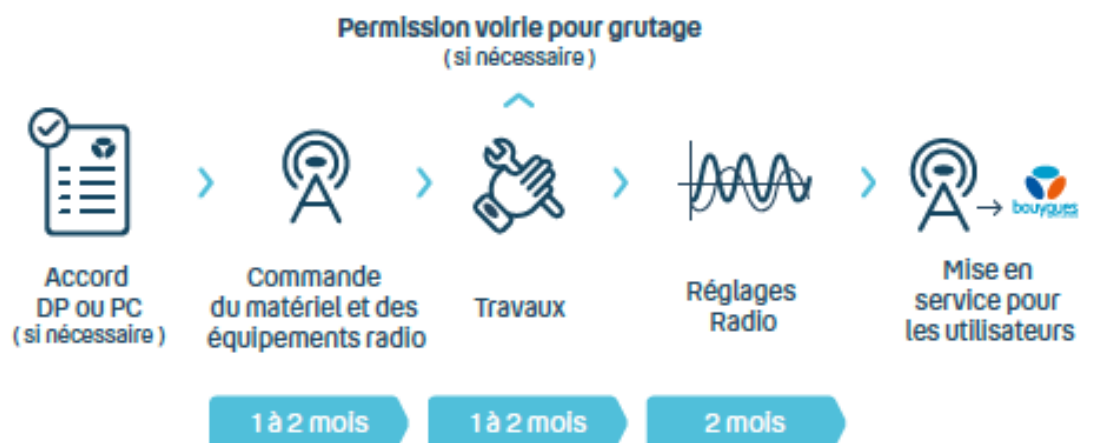 Permission voirie pour grutage
( si nécessaire )
Accord
DP ou PC
( si nécessaire )
Commande
du matériel et des
équipements radio
Travaux
Réglages
Radio
bouygues
Mise en
service pour
les utilisateurs
1 à 2 mois
1 à 2 mois
2 mois